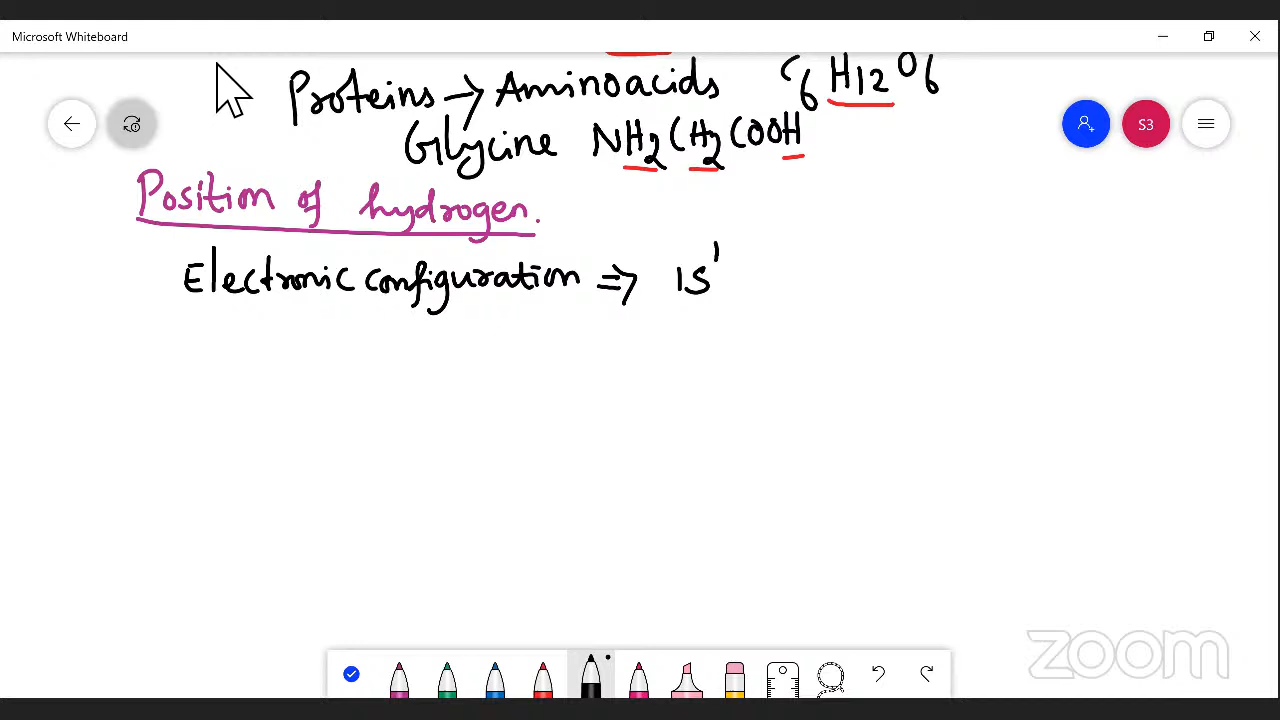 Microsoft Whiteboard
Proteins → Aminoacids C6H12O6
Glycine NH2CH2COOH
S3
Position of hydrogen.
Electronic configuration ⇒ 1s¹
zoom